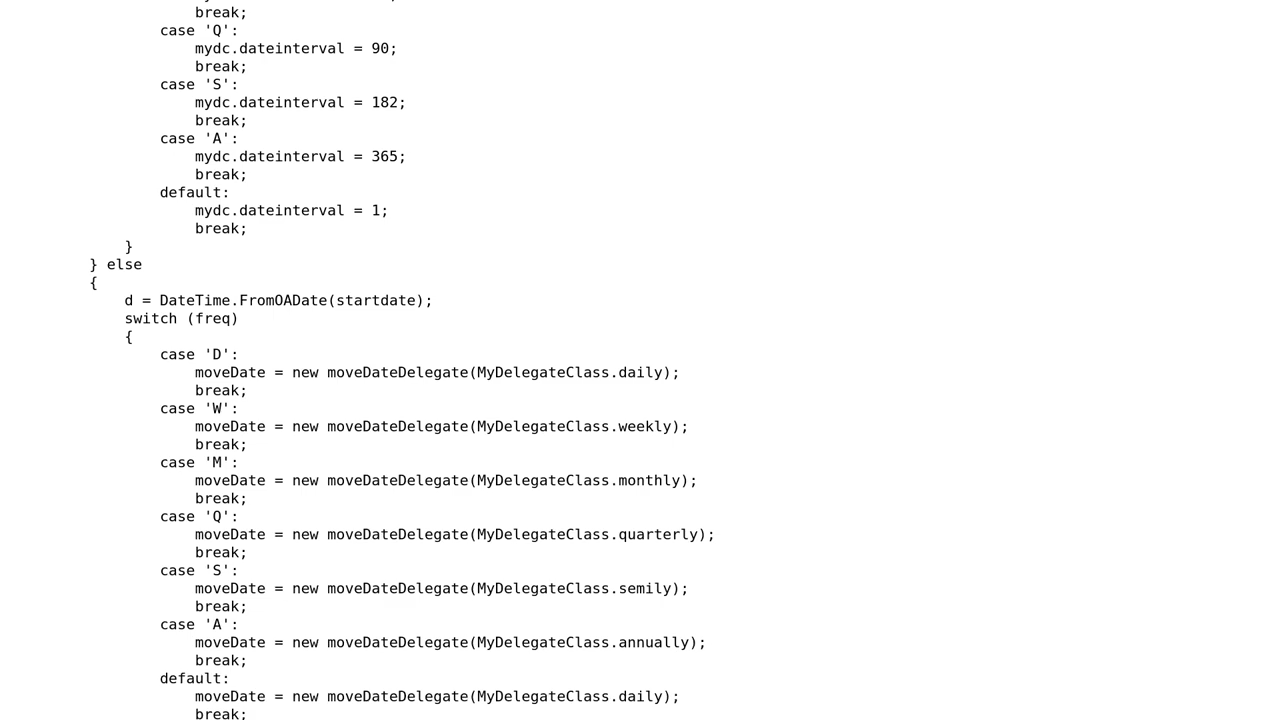 break;
case 'Q':
mydc.dateinterval = 90;
break;
case 'S':
mydc.dateinterval = 182;
break;
case 'A':
mydc.dateinterval = 365;
break;
default:
mydc.dateinterval = 1;
break;
}
} else
{
d = DateTime.FromOADate(startdate);
switch (freq)
{
case 'D':
moveDate = new moveDateDelegate(MyDelegateClass.daily);
break;
case 'W':
moveDate = new moveDateDelegate(MyDelegateClass.weekly);
break;
case 'M':
moveDate = new moveDateDelegate(MyDelegateClass.monthly);
break;
case 'Q':
moveDate = new moveDateDelegate(MyDelegateClass.quarterly);
break;
case 'S':
moveDate = new moveDateDelegate(MyDelegateClass.semily);
break;
case 'A':
moveDate = new moveDateDelegate(MyDelegateClass.annually);
break;
default:
moveDate = new moveDateDelegate(MyDelegateClass.daily);
break;